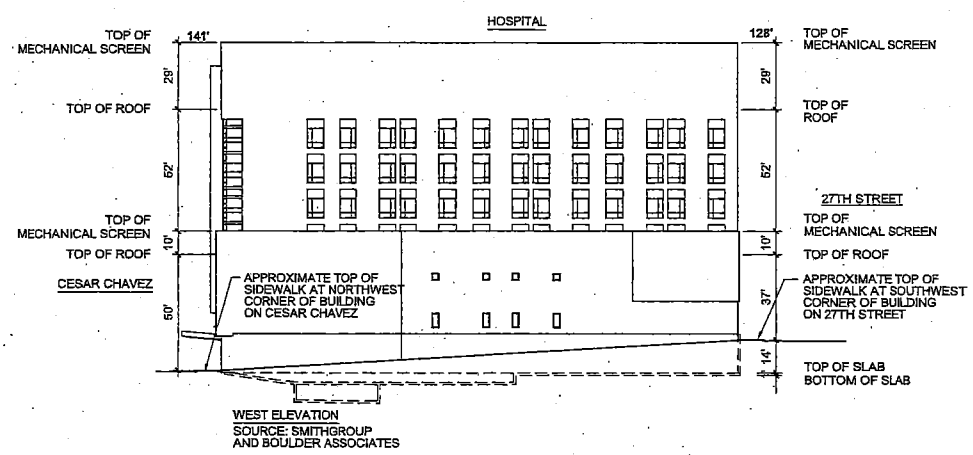 HOSPITAL
TOP OF
MECHANICAL SCREEN
141'
128'
TOP OF
MECHANICAL SCREEN
29'
29'
TOP OF ROOF
TOP OF
ROOF
52'
52'
27TH STREET
TOP OF
MECHANICAL SCREEN
TOP OF
MECHANICAL SCREEN
10'
10'
TOP OF ROOF
TOP OF ROOF
CESAR CHAVEZ
APPROXIMATE TOP OF
SIDEWALK AT NORTHWEST
CORNER OF BUILDING
ON CESAR CHAVEZ
APPROXIMATE TOP OF
SIDEWALK AT SOUTHWEST
CORNER OF BUILDING
ON 27TH STREET
50'
37'
14'
TOP OF SLAB
BOTTOM OF SLAB
WEST ELEVATION
SOURCE: SMITHGROUP
AND BOULDER ASSOCIATES